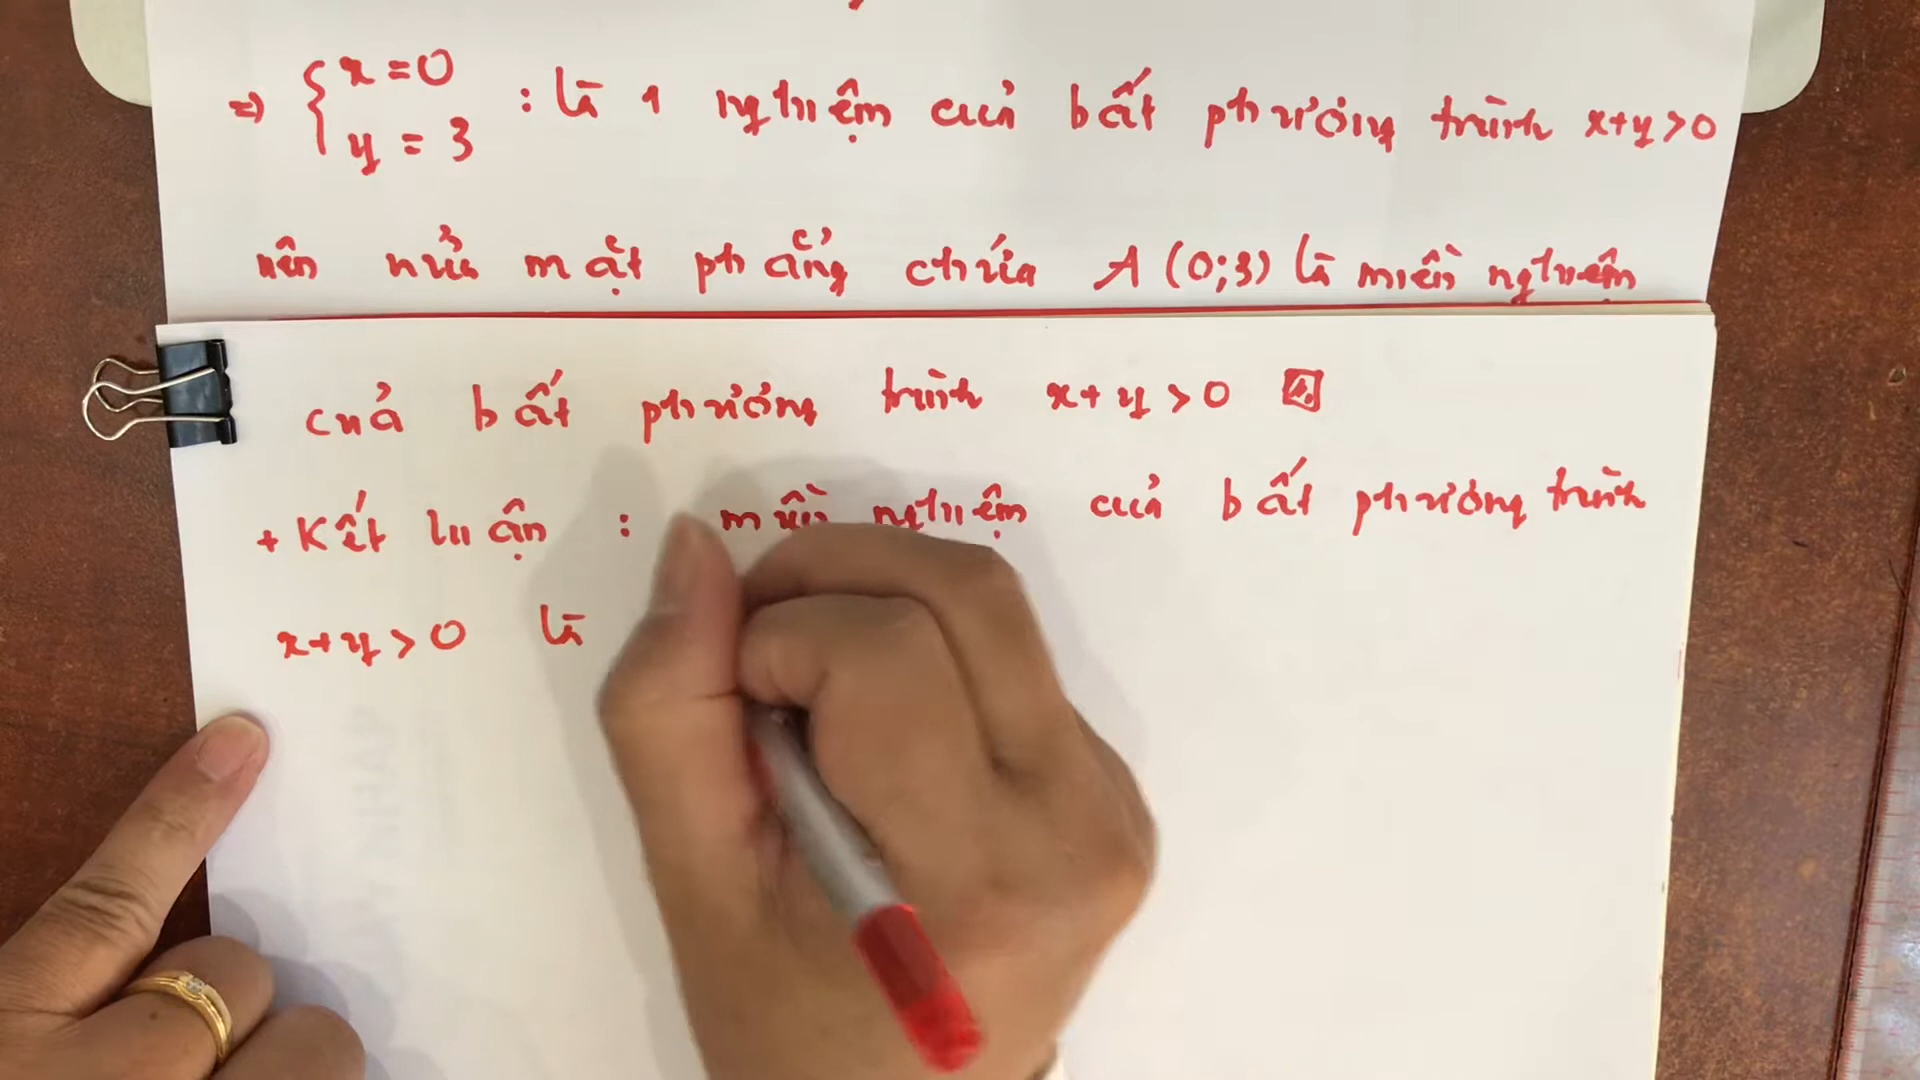 => { x = 0
y = 3 : là 1 nghiệm của bất phương trình x+y>0
nên nửa mặt phẳng chứa A (0;3) là miền nghiệm
của bất phương trình x+y>0
+ Kết luận : miền nghiệm của bất phương trình
x+y>0 là